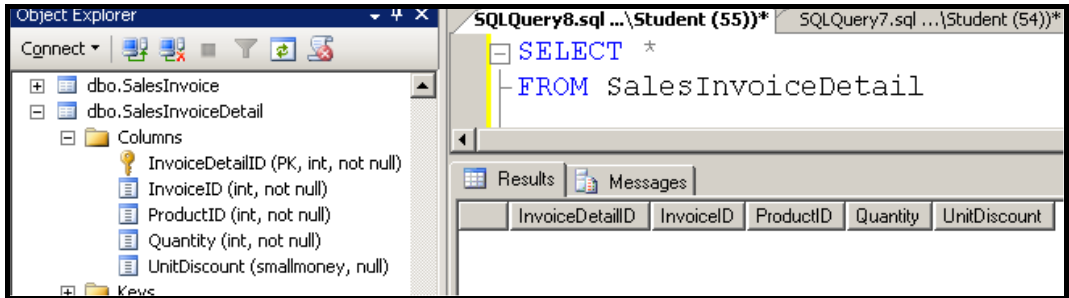 Object Explorer
Connect
dbo.SalesInvoice
dbo.SalesInvoiceDetail
Columns
InvoiceDetailID (PK, int, not null)
InvoiceID (int, not null)
ProductID (int, not null)
Quantity (int, not null)
UnitDiscount (smallmoney, null)
Keys
SQLQuery8.sql ...\Student (55))* SQLQuery7.sql ...\Student (54))*
SELECT *
FROM SalesInvoiceDetail
Results Messages
InvoiceDetailID InvoiceID ProductID Quantity UnitDiscount